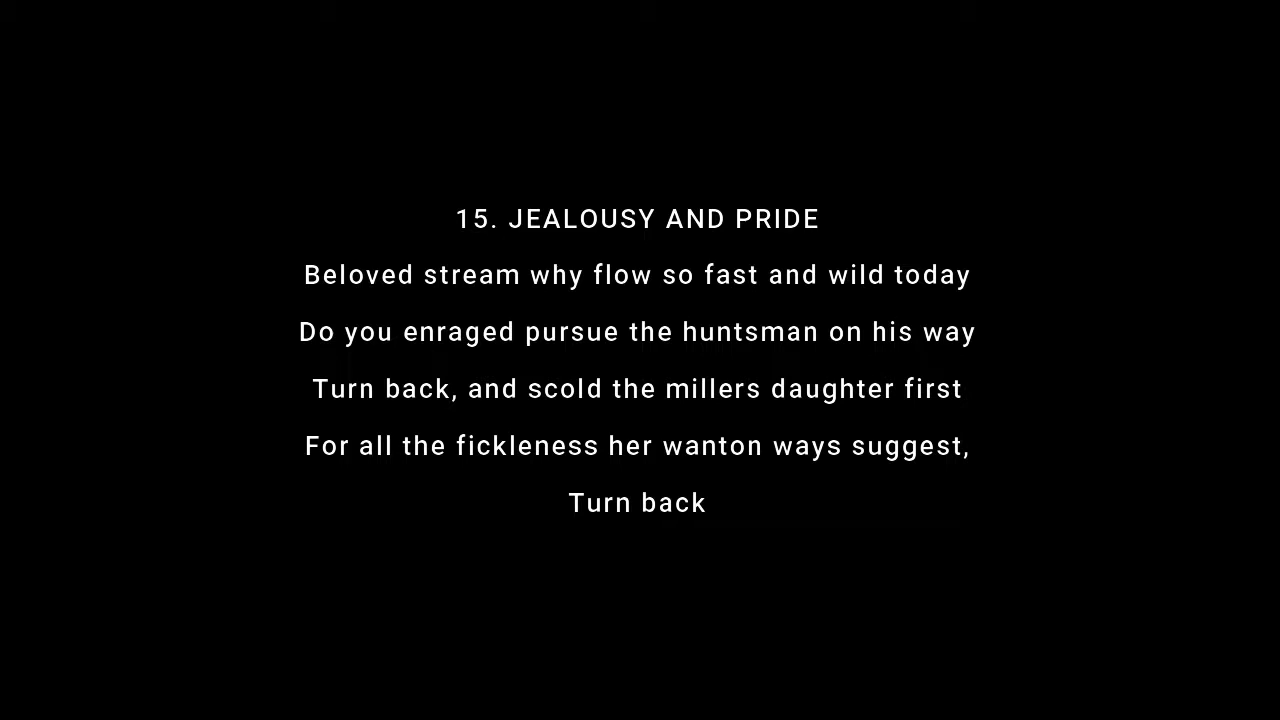 15. JEALOUSY AND PRIDE
Beloved stream why flow so fast and wild today
Do you enraged pursue the huntsman on his way
Turn back, and scold the millers daughter first
For all the fickleness her wanton ways suggest,
Turn back